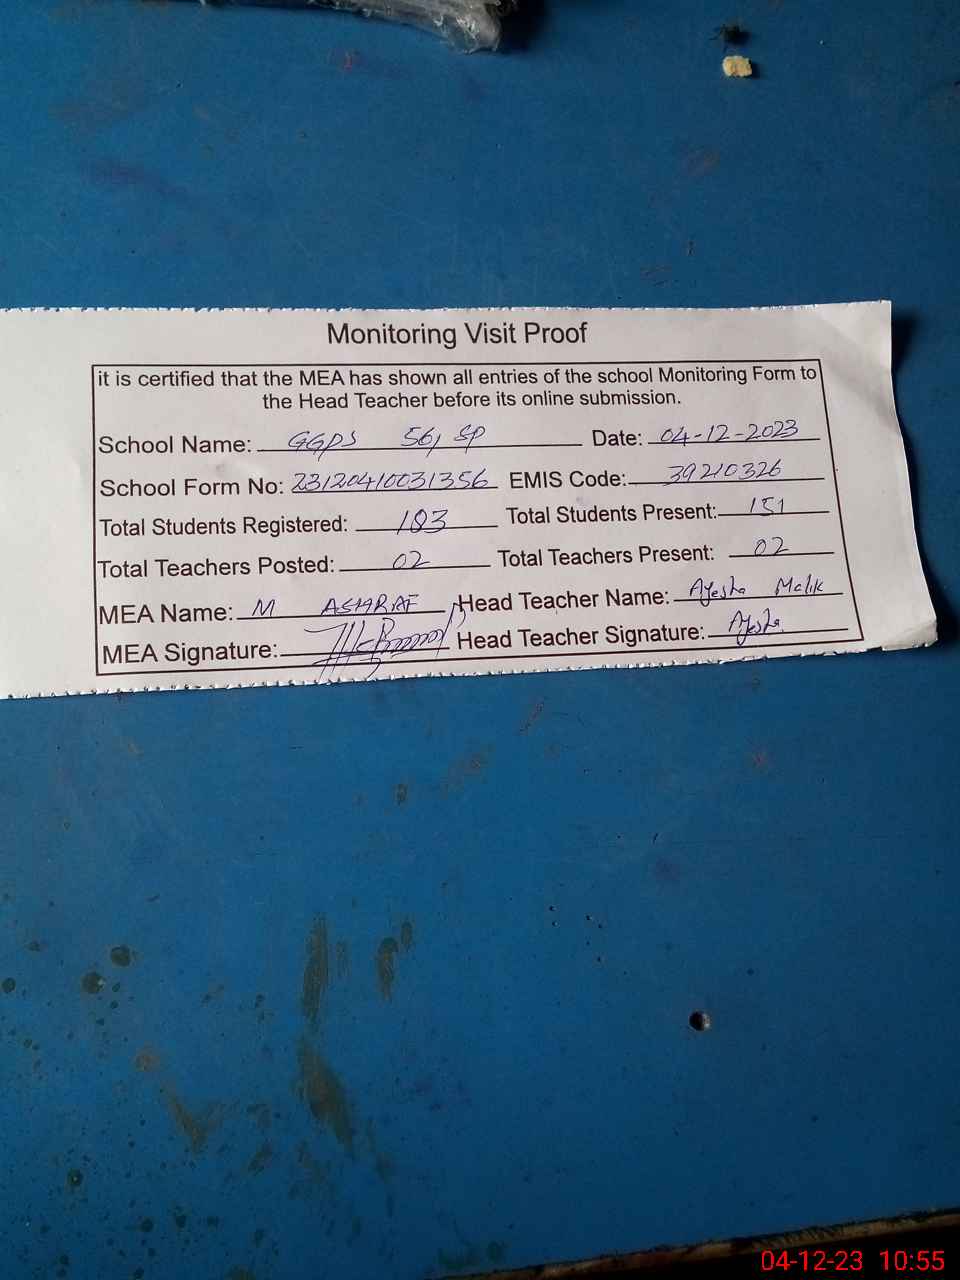 Monitoring Visit Proof
it is certified that the MEA has shown all entries of the school Monitoring Form to
the Head Teacher before its online submission.
School Name: GGPS 56, SP Date: 04-12-2023
School Form No: 23120410031356 EMIS Code: 39210326
Total Students Registered: 183 Total Students Present: 151
Total Teachers Posted: 02 Total Teachers Present: 02
MEA Name: M ASHRAF Head Teacher Name: Ayesha Malik
MEA Signature: Head Teacher Signature: Ayesha
04-12-23 10:55